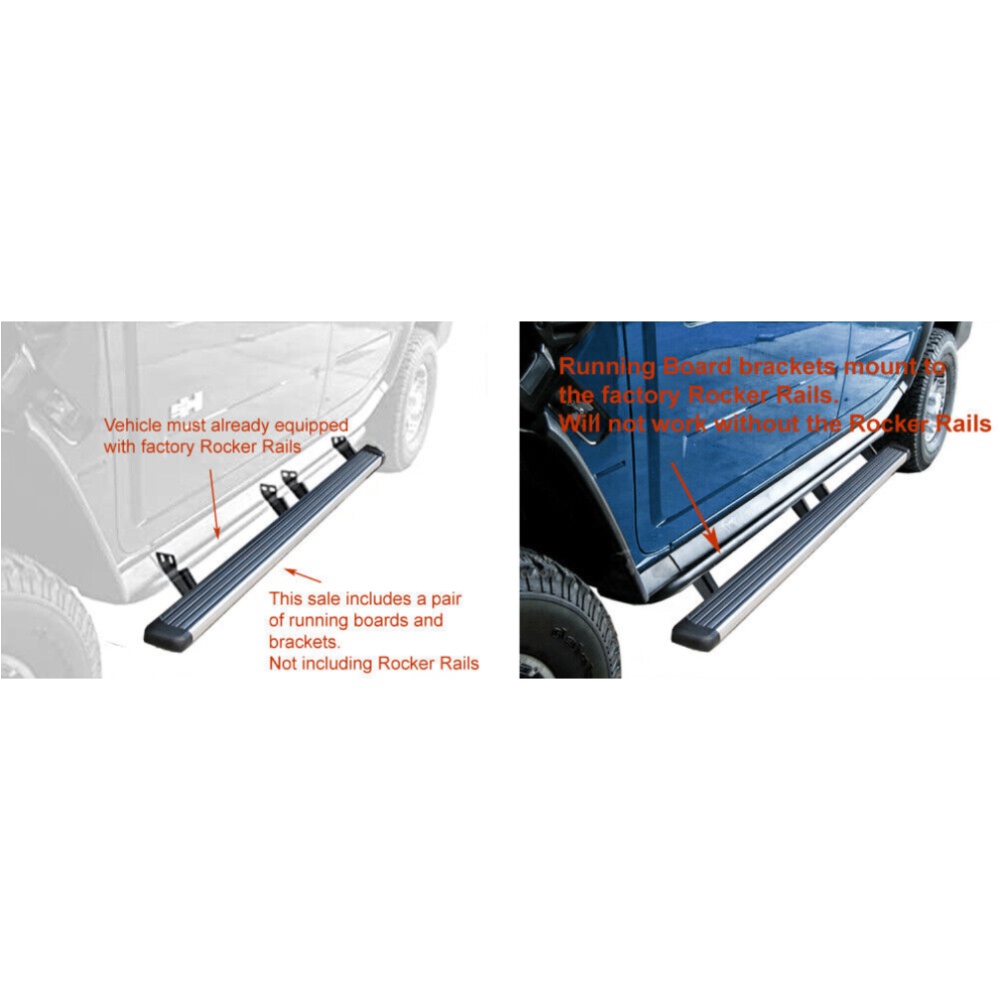 Vehicle must already equipped
with factory Rocker Rails
This sale includes a pair
of running boards and
brackets.
Not including Rocker Rails
Running Board brackets mount to
the factory Rocker Rails.
Will not work without the Rocker Rails